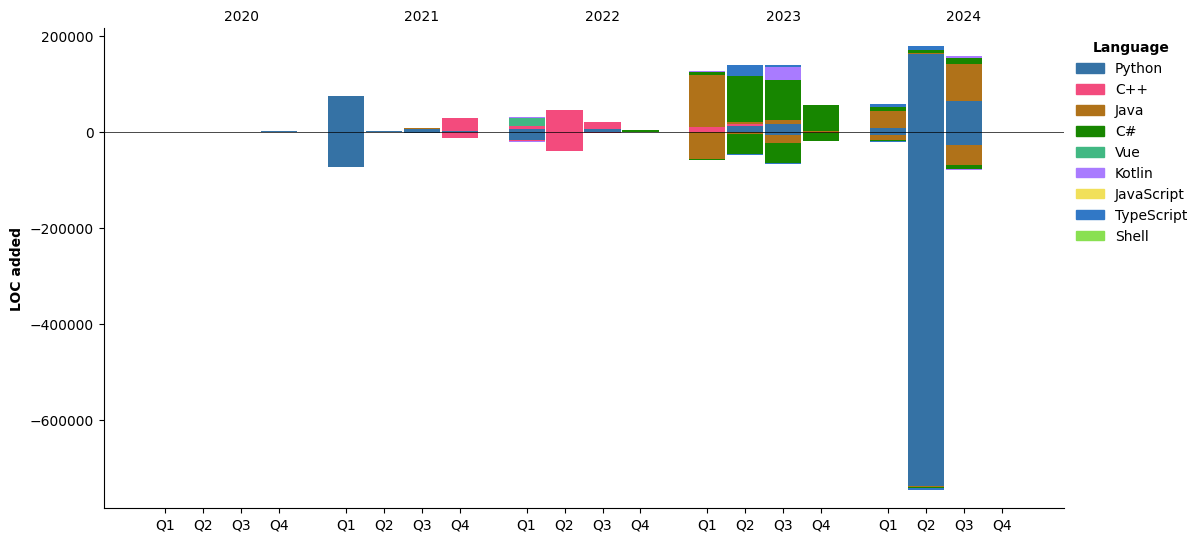 2020 2021 2022 2023 2024
Language
Python
C++
Java
C#
Vue
Kotlin
JavaScript
TypeScript
Shell
LOC added
200000
0
−200000
−400000
−600000
Q1 Q2 Q3 Q4 Q1 Q2 Q3 Q4 Q1 Q2 Q3 Q4 Q1 Q2 Q3 Q4 Q1 Q2 Q3 Q4